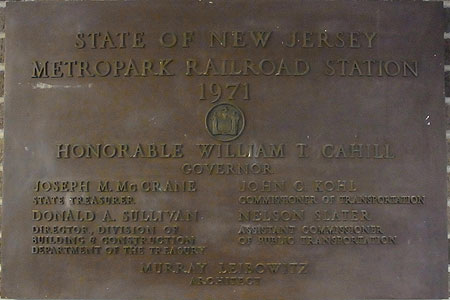 STATE OF NEW JERSEY
METROPARK RAILROAD STATION
1971
HONORABLE WILLIAM T. CAHILL
GOVERNOR
JOSEPH M. McCRANE
STATE TREASURER
DONALD A. SULLIVAN
DIRECTOR, DIVISION OF
BUILDING & CONSTRUCTION
DEPARTMENT OF THE TREASURY
JOHN C. KOHL
COMMISSIONER OF TRANSPORTATION
NELSON SLATER
ASSISTANT COMMISSIONER
OF PUBLIC TRANSPORTATION
MURRAY LEIBOWITZ
ARCHITECT